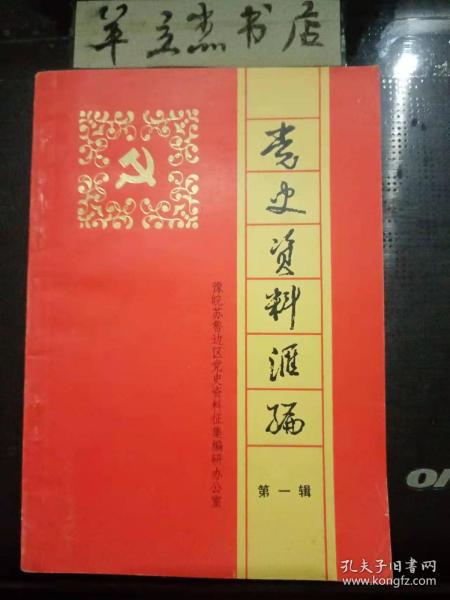 羊立杰书店
党史资料汇编
豫皖苏鲁边区党史资料征集编研办公室
第一辑
孔夫子旧书网
www.kongfz.com